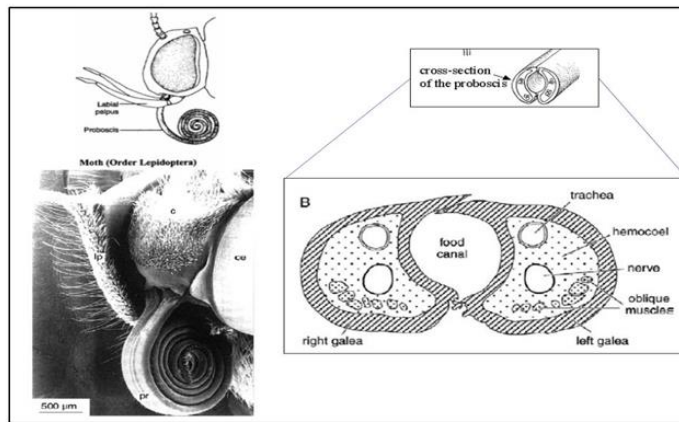 Labial
palpus
Proboscis
Moth (Order Lepidoptera)
c
lp
ce
pr
500 µm
cross-section
of the proboscis
B
trachea
food
canal
hemocoel
nerve
oblique
muscles
right galea
left galea